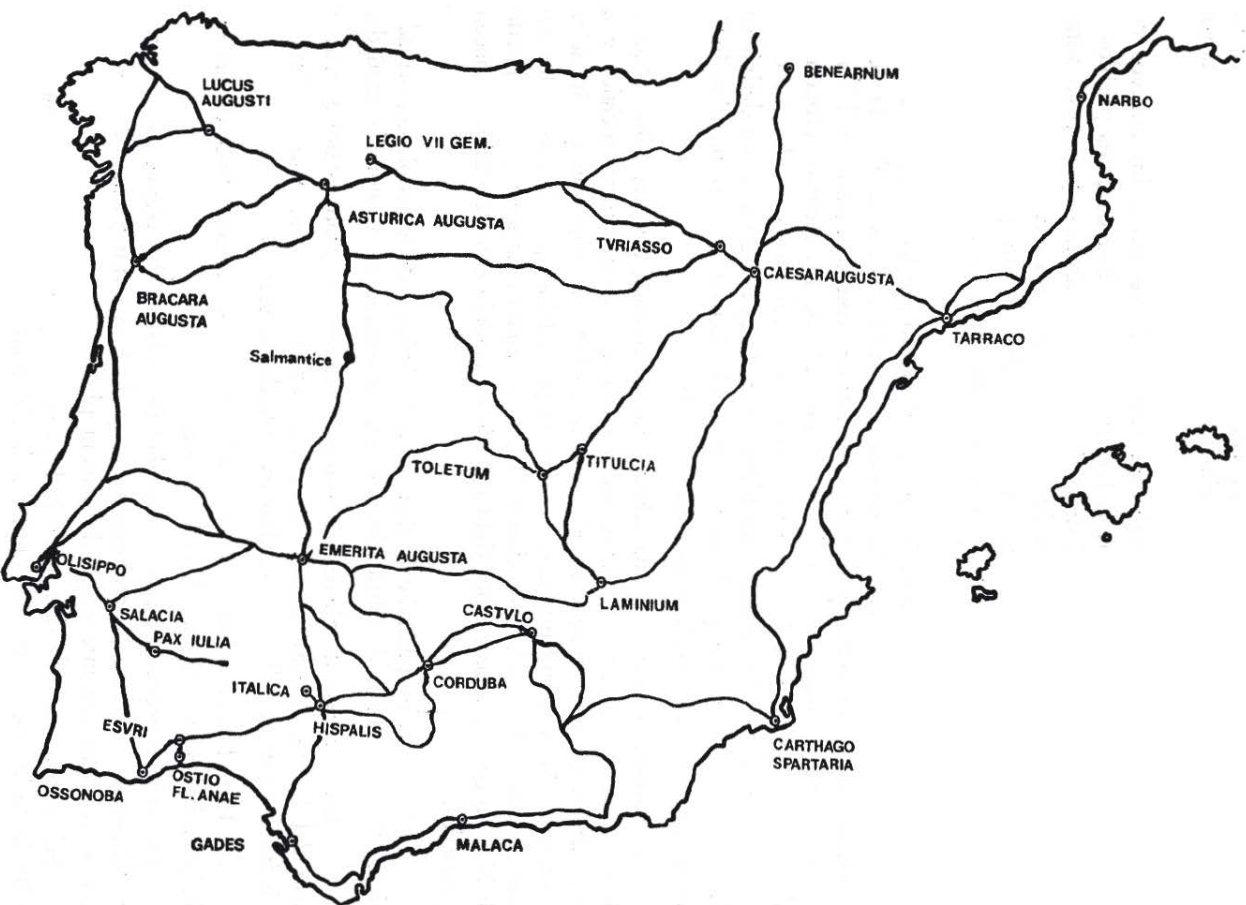 BENEARNUM
LUCUS
AUGUSTI
NARBO
LEGIO VII GEM.
ASTURICA AUGUSTA
TVRIASSO
CAESARAUGUSTA
BRACARA
AUGUSTA
TARRACO
Salmantice
TOLETUM
TITULCIA
EMERITA AUGUSTA
OLISIPPO
LAMINIUM
SALACIA
CASTVLO
PAX IULIA
CORDUBA
ITALICA
HISPALIS
ESVRI
CARTHAGO
SPARTARIA
OSSONOBA
OSTIO
FL. ANAE
GADES
MALACA